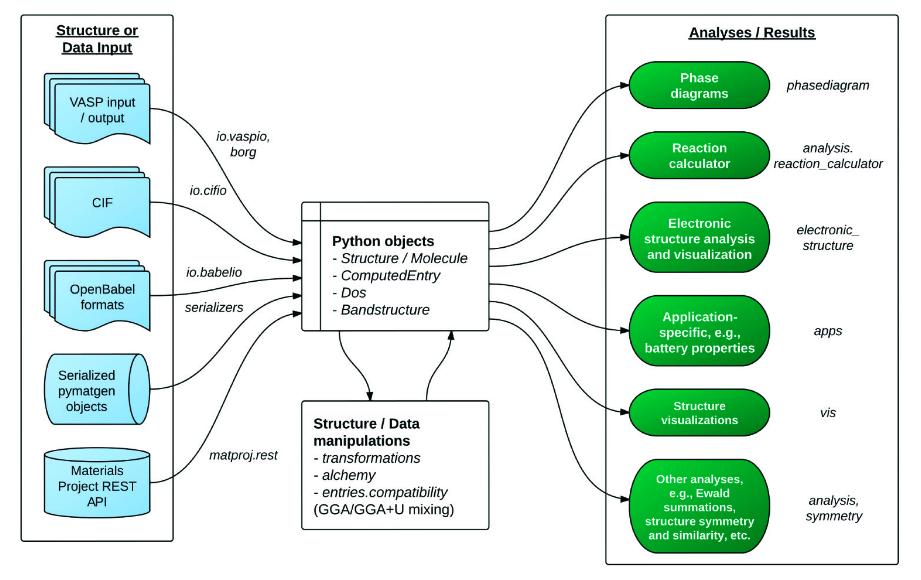 Structure or
Data Input
VASP input
/ output
CIF
OpenBabel
formats
Serialized
pymatgen
objects
Materials
Project REST
API
io.vaspio,
borg
io.cifio
io.babelio
serializers
matproj.rest
Python objects
- Structure / Molecule
- ComputedEntry
- Dos
- Bandstructure
Structure / Data
manipulations
- transformations
- alchemy
- entries.compatibility
(GGA/GGA+U mixing)
Analyses / Results
Phase
diagrams
phasediagram
Reaction
calculator
analysis.
reaction_calculator
Electronic
structure analysis
and visualization
electronic_
structure
Application-
specific, e.g.,
battery properties
apps
Structure
visualizations
vis
Other analyses,
e.g., Ewald
summations,
structure symmetry
and similarity, etc.
analysis,
symmetry